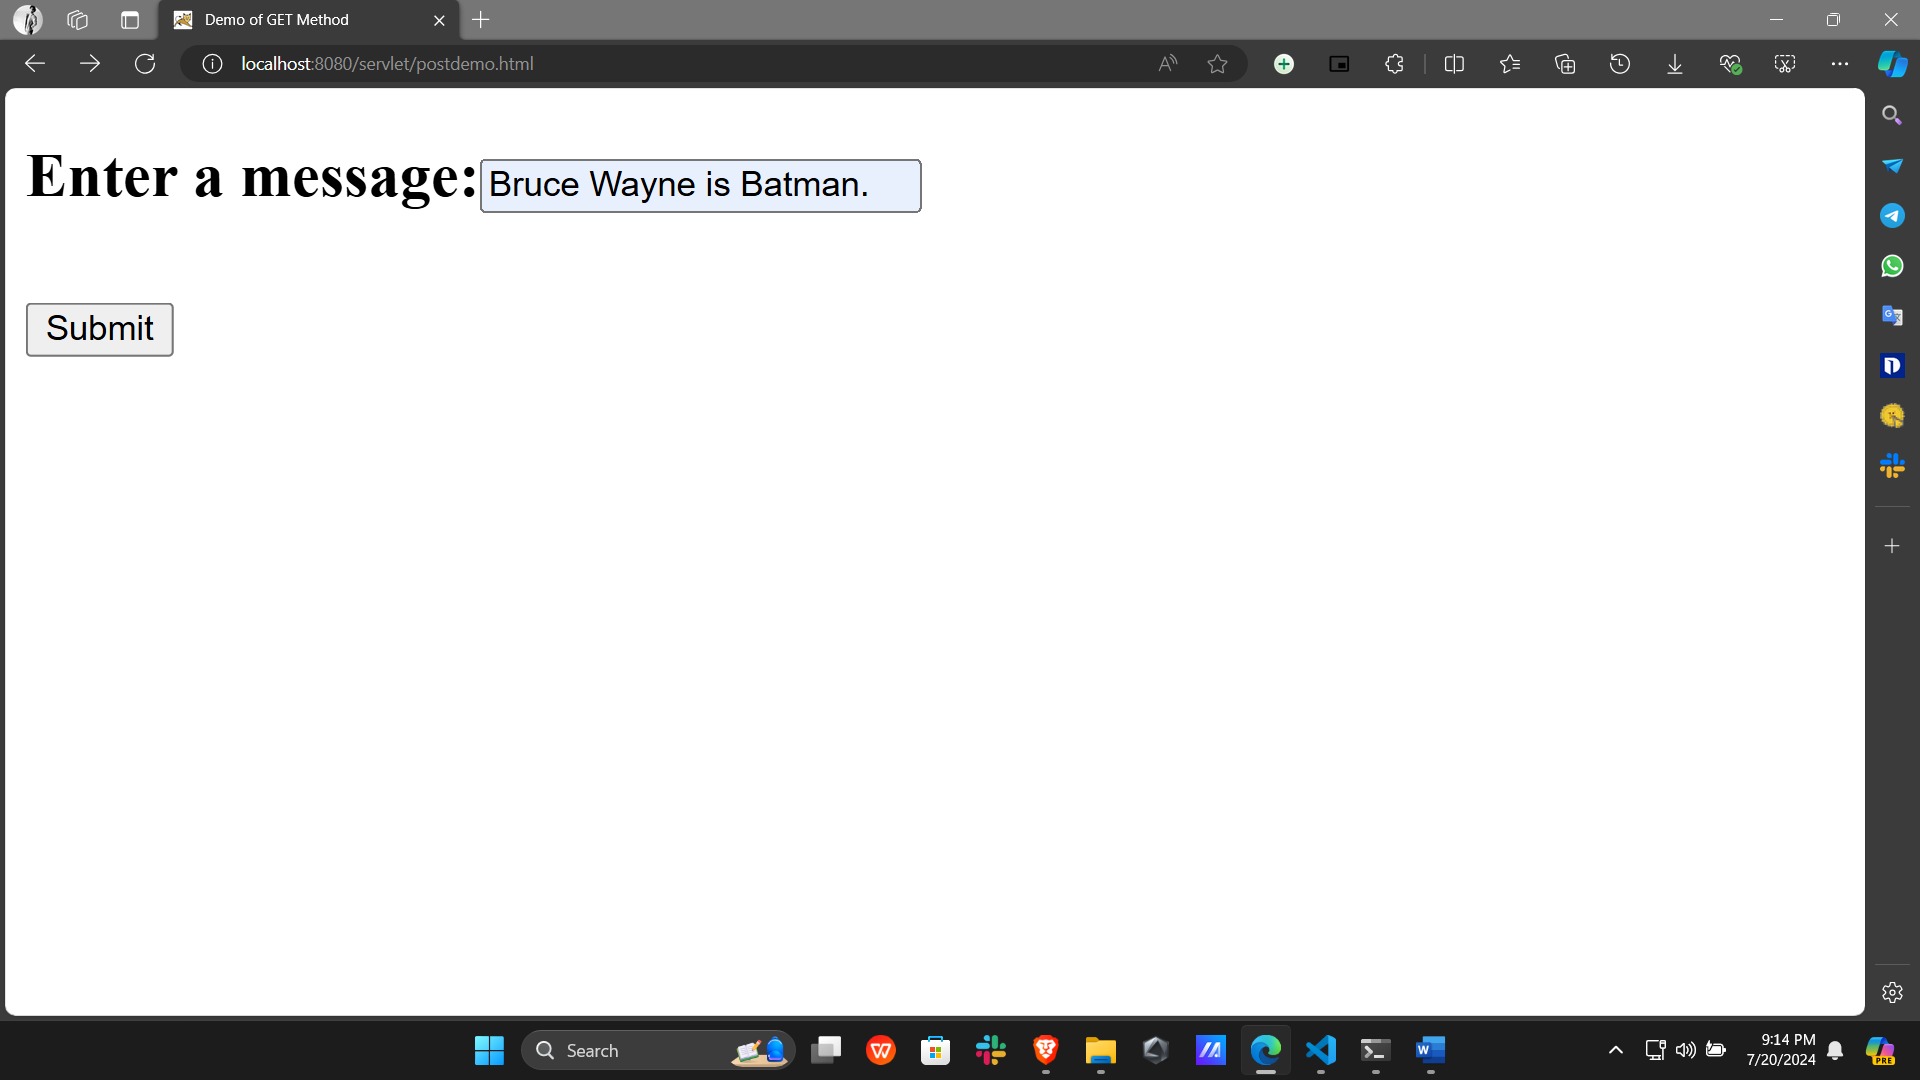 Demo of GET Method
localhost:8080/servlet/postdemo.html
Enter a message: Bruce Wayne is Batman.
Submit
Search
9:14 PM
7/20/2024
PRE